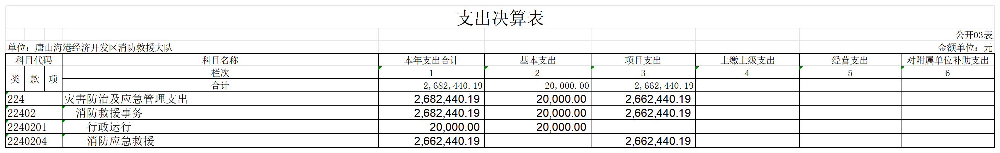 支出决算表
公开03表
单位：唐山海港经济开发区消防救援大队 金额单位：元
科目代码 科目名称 本年支出合计 基本支出 项目支出 上缴上级支出 经营支出 对附属单位补助支出
类 款 项 栏次 1 2 3 4 5 6
合计 2,682,440.19 20,000.00 2,662,440.19
224 灾害防治及应急管理支出 2,682,440.19 20,000.00 2,662,440.19
22402 消防救援事务 2,682,440.19 20,000.00 2,662,440.19
2240201 行政运行 20,000.00 20,000.00
2240204 消防应急救援 2,662,440.19 2,662,440.19